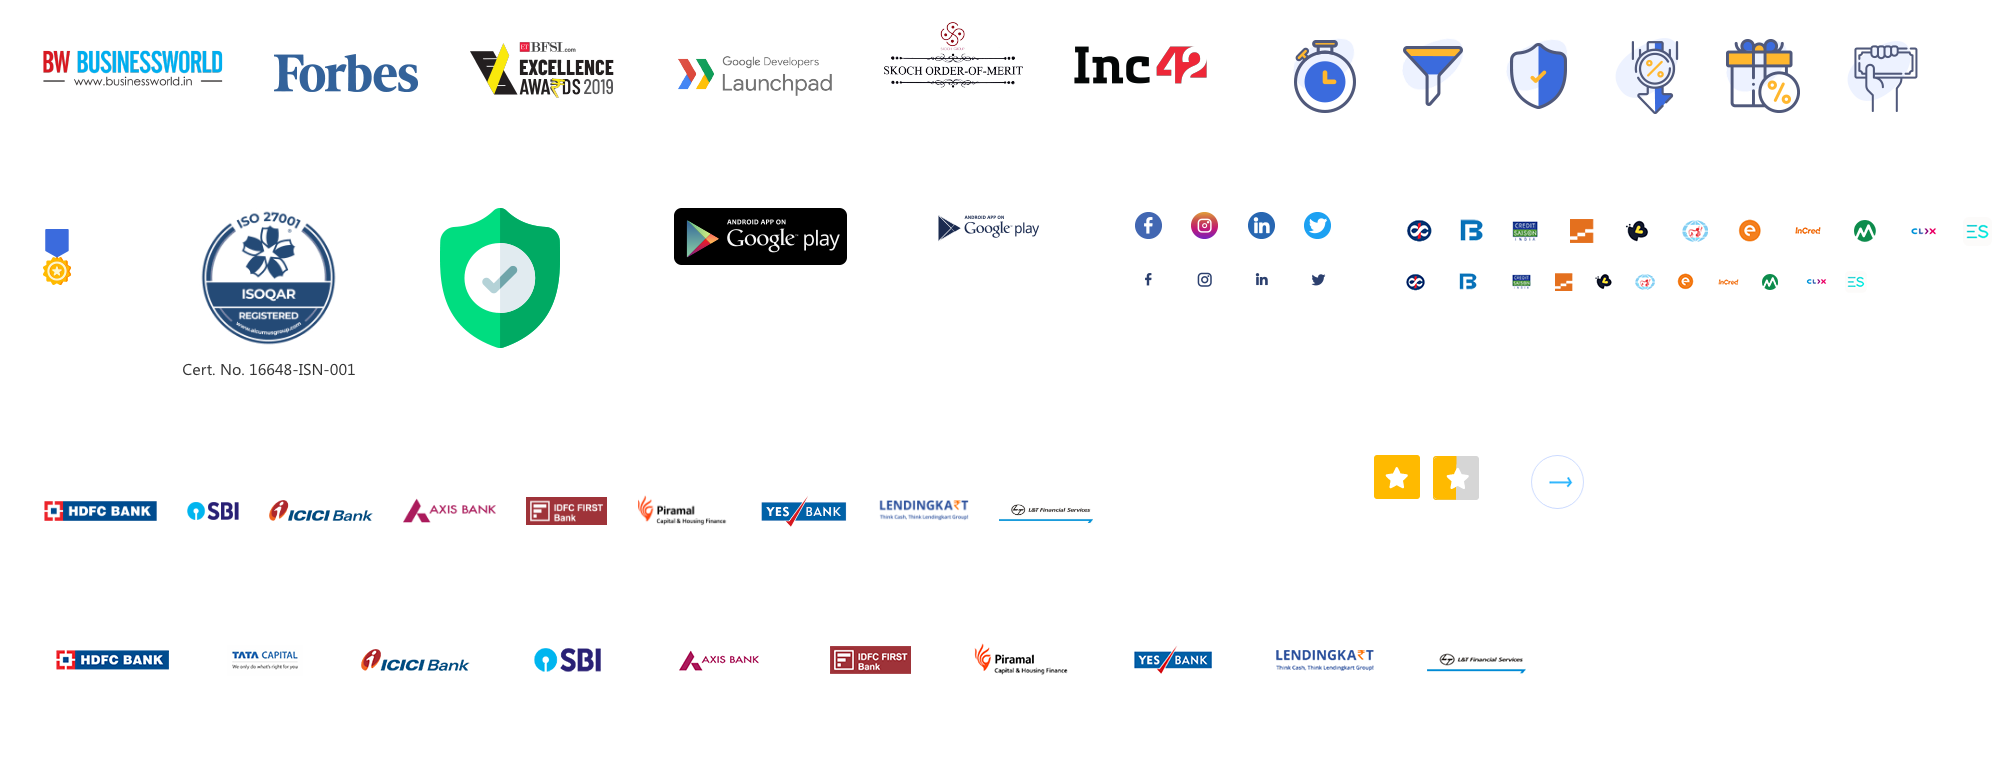 BW BUSINESSWORLD
www.businessworld.in
Forbes
ET BFSI.com
EXCELLENCE
AWARDS 2019
Google Developers
Launchpad
SKOCH ORDER-OF-MERIT
Inc42
%
%
ISO 27001
ISOQAR
REGISTERED
www.alcumusgroup.com
Cert. No. 16648-ISN-001
ANDROID APP ON
Google play
ANDROID APP ON
Google play
f
in
CREDIT
SAISON
INDIA
e
InCred
M
CLIX
ES
f
in
CREDIT
SAISON
INDIA
e
InCred
M
CLIX
ES
HDFC BANK
SBI
ICICI Bank
AXIS BANK
IDFC FIRST
Bank
Piramal
Capital & Housing Finance
YES BANK
LENDINGKART
Think Cash, Think Lendingkart Group!
L&T Financial Services
HDFC BANK
TATA CAPITAL
We only do what's right for you
ICICI Bank
SBI
AXIS BANK
IDFC FIRST
Bank
Piramal
Capital & Housing Finance
YES BANK
LENDINGKART
Think Cash, Think Lendingkart Group!
L&T Financial Services